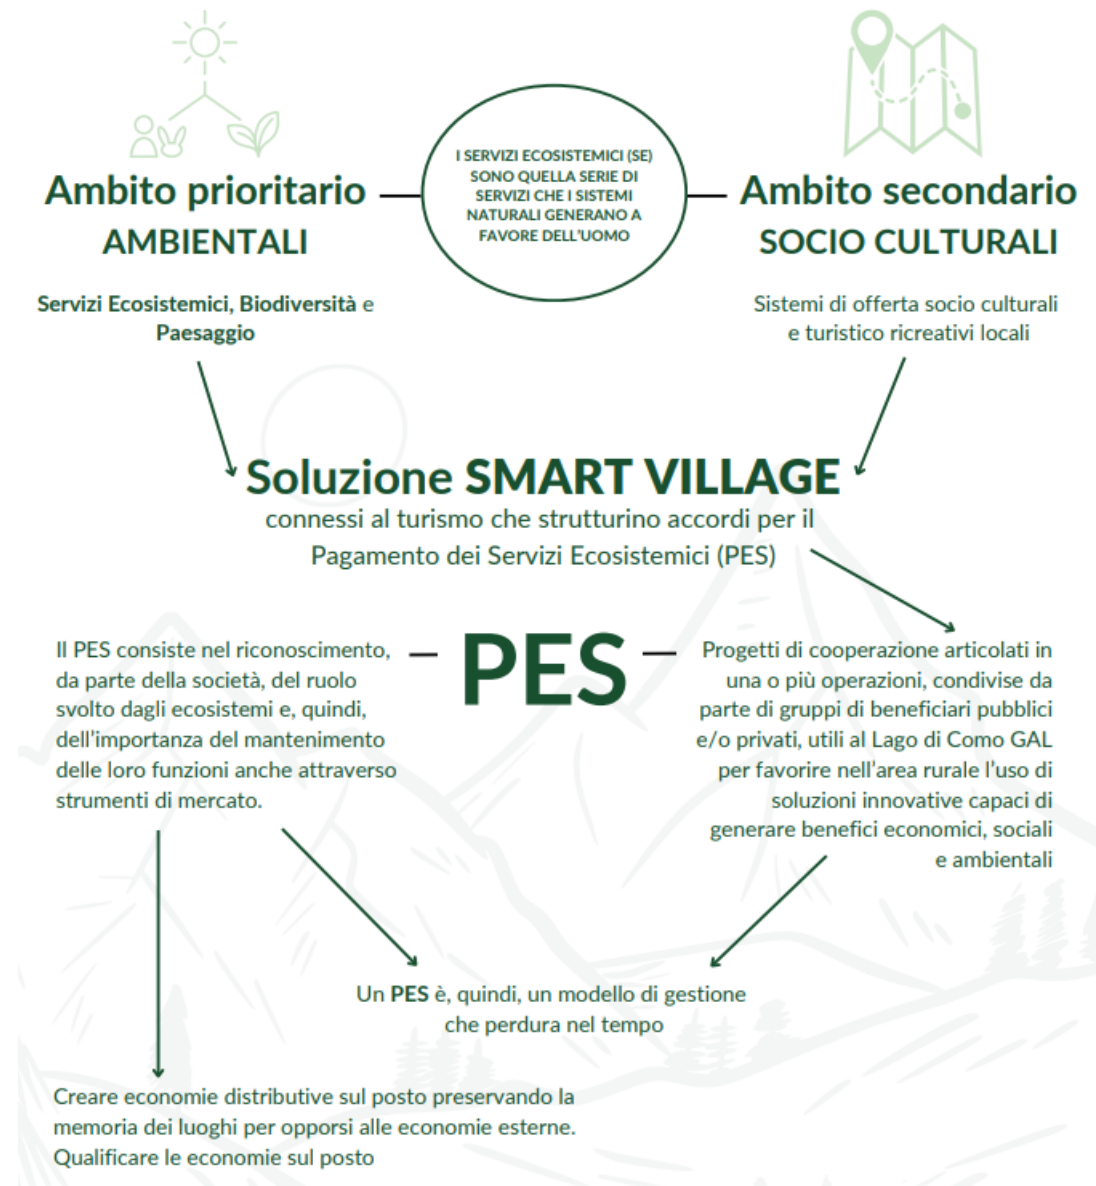 I SERVIZI ECOSISTEMICI (SE)
SONO QUELLA SERIE DI
SERVIZI CHE I SISTEMI
NATURALI GENERANO A
FAVORE DELL'UOMO
Ambito prioritario
AMBIENTALI
Servizi Ecosistemici, Biodiversità e
Paesaggio
Ambito secondario
SOCIO CULTURALI
Sistemi di offerta socio culturali
e turistico ricreativi locali
Soluzione SMART VILLAGE
connessi al turismo che strutturino accordi per il
Pagamento dei Servizi Ecosistemici (PES)
PES
Il PES consiste nel riconoscimento,
da parte della società, del ruolo
svolto dagli ecosistemi e, quindi,
dell'importanza del mantenimento
delle loro funzioni anche attraverso
strumenti di mercato.
Progetti di cooperazione articolati in
una o più operazioni, condivise da
parte di gruppi di beneficiari pubblici
e/o privati, utili al Lago di Como GAL
per favorire nell'area rurale l'uso di
soluzioni innovative capaci di
generare benefici economici, sociali
e ambientali
Un PES è, quindi, un modello di gestione
che perdura nel tempo
Creare economie distributive sul posto preservando la
memoria dei luoghi per opporsi alle economie esterne.
Qualificare le economie sul posto